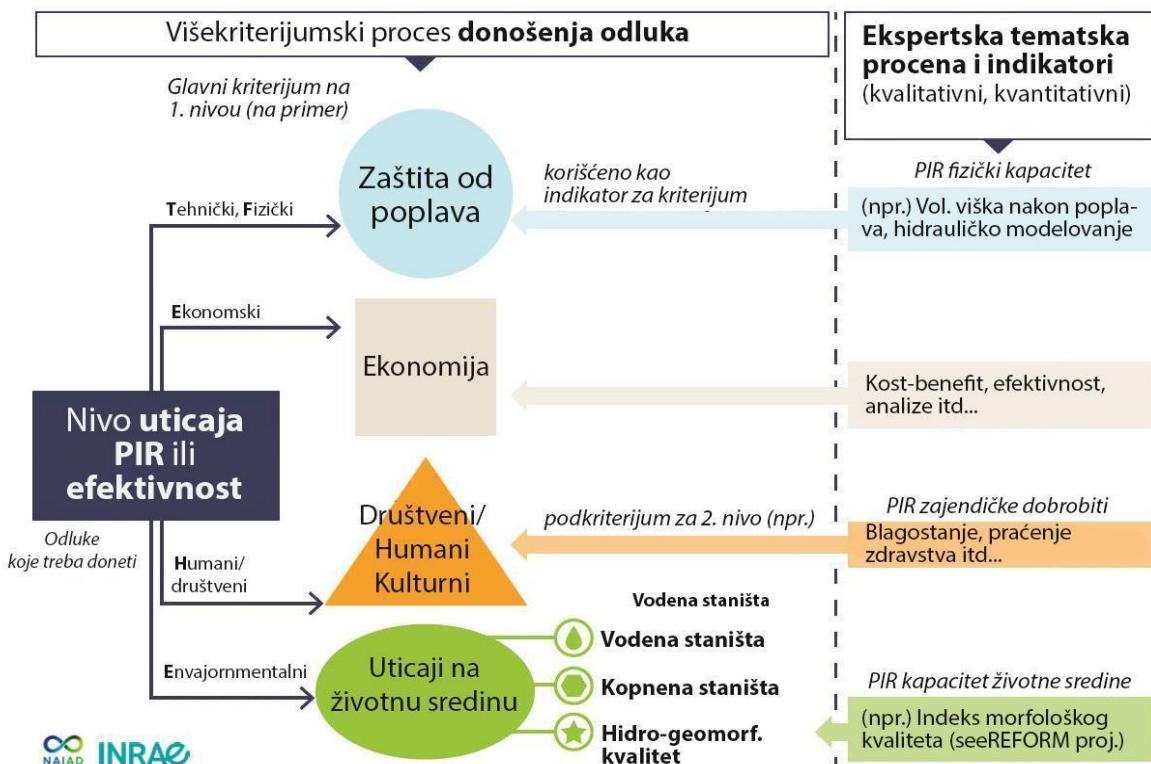 Višekriterijumski proces donošenja odluka
Ekspertska tematska
procena i indikatori
(kvalitativni, kvantitativni)
Glavni kriterijum na
1. nivou (na primer)
Zaštita od
poplava
korišćeno kao
indikator za kriterijum
PIR fizički kapacitet
(npr.) Vol. viška nakon popla-
va, hidrauličko modelovanje
Tehnički, Fizički
Ekonomski
Ekonomija
Kost-benefit, efektivnost,
analize itd...
Nivo uticaja
PIR ili
efektivnost
Odluke
koje treba doneti
Društveni/
Humani
Kulturni
podkriterijum za 2. nivo (npr.)
PIR zajendičke dobrobiti
Blagostanje, praćenje
zdravstva itd...
Humani/
društveni
Vodena staništa
Vodena staništa
Envajornmentalni
Uticaji na
životnu sredinu
Kopnena staništa
Hidro-geomorf.
kvalitet
PIR kapacitet životne sredine
(npr.) Indeks morfološkog
kvaliteta (seeREFORM proj.)
NAIAD
INRAE